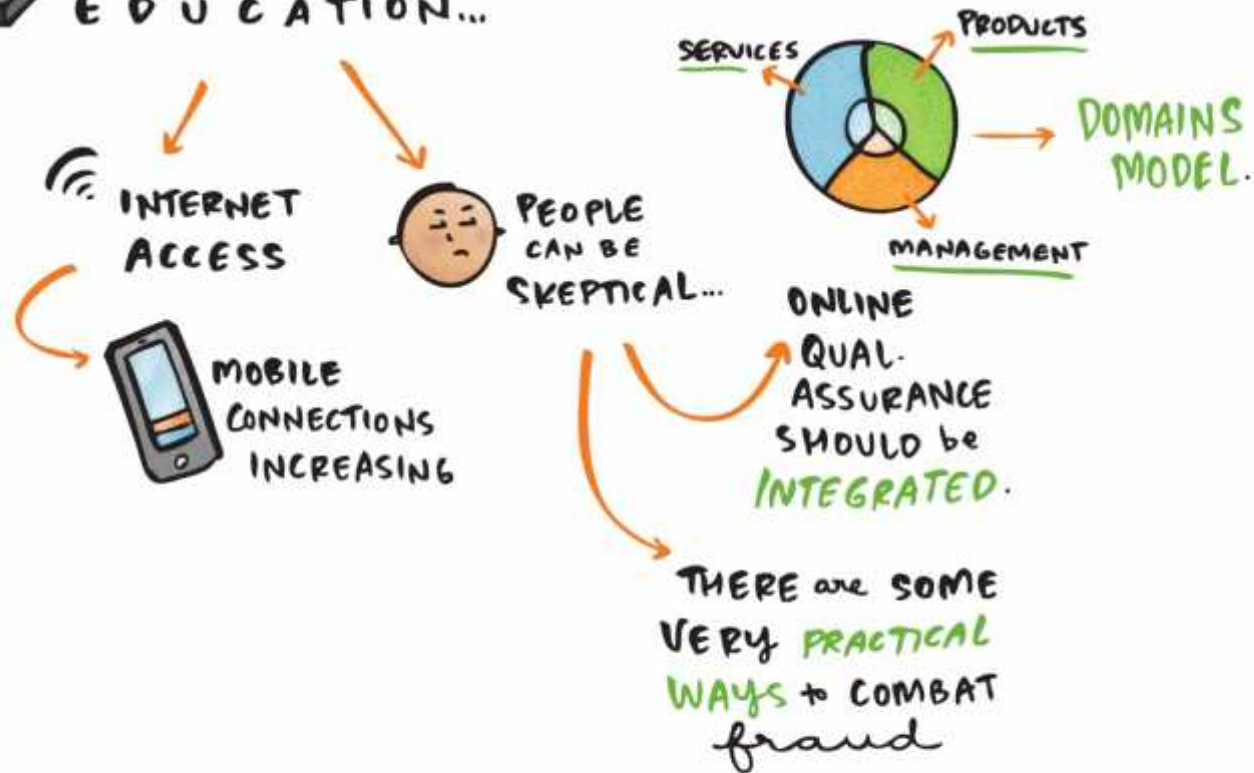 EDUCATION...
INTERNET
ACCESS
MOBILE
CONNECTIONS
INCREASING
PEOPLE
CAN BE
SKEPTICAL...
SERVICES
PRODUCTS
MANAGEMENT
DOMAINS
MODEL.
ONLINE
QUAL.
ASSURANCE
SHOULD be
INTEGRATED.
THERE are SOME
VERY PRACTICAL
WAYS to COMBAT
fraud